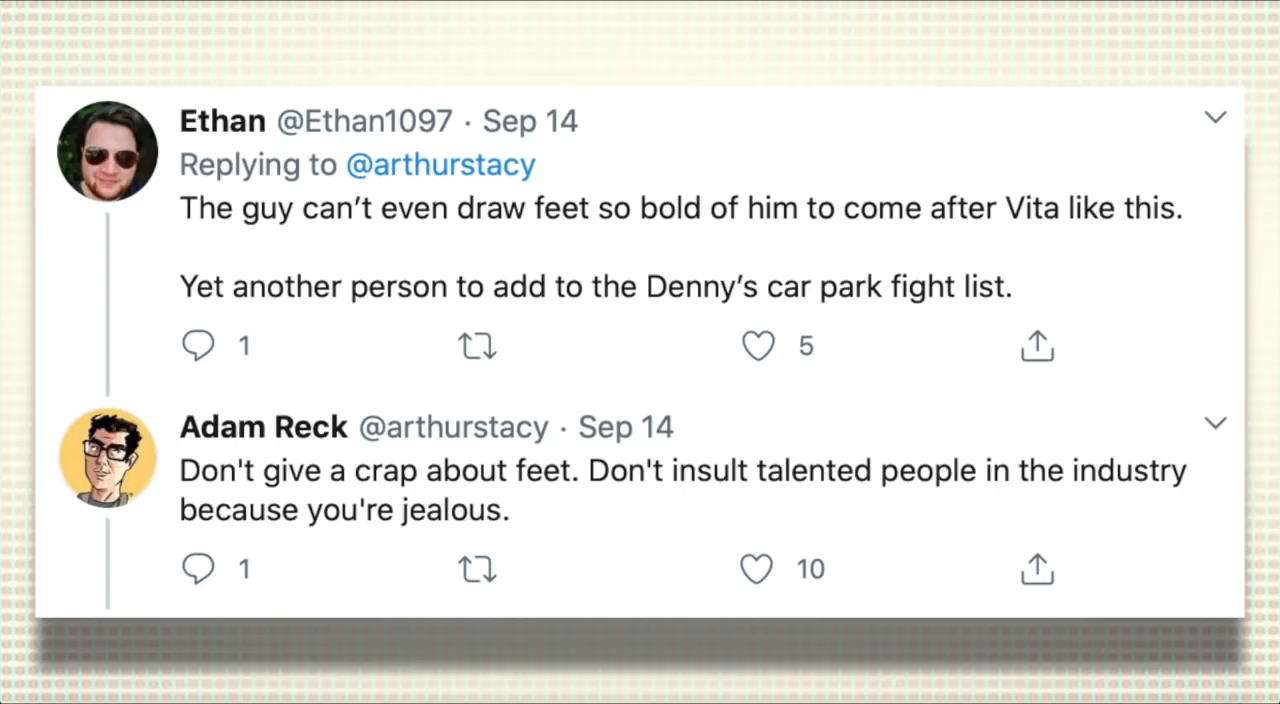 Ethan @Ethan1097 · Sep 14
Replying to @arthurstacy
The guy can’t even draw feet so bold of him to come after Vita like this.
Yet another person to add to the Denny’s car park fight list.
1 5
Adam Reck @arthurstacy · Sep 14
Don't give a crap about feet. Don't insult talented people in the industry
because you're jealous.
1 10